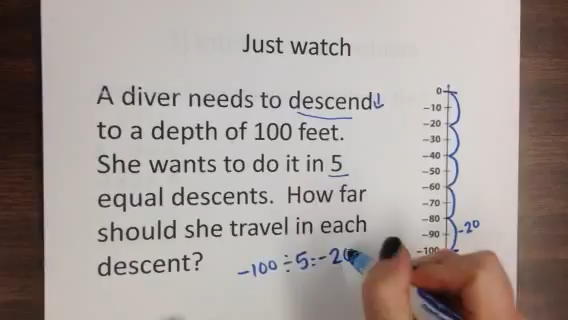 Just watch
A diver needs to descend↓
to a depth of 100 feet.
She wants to do it in 5
equal descents. How far
should she travel in each
descent?
-100 ÷ 5 = -20
0
-10
-20
-30
-40
-50
-60
-70
-80
-90
-20
-100